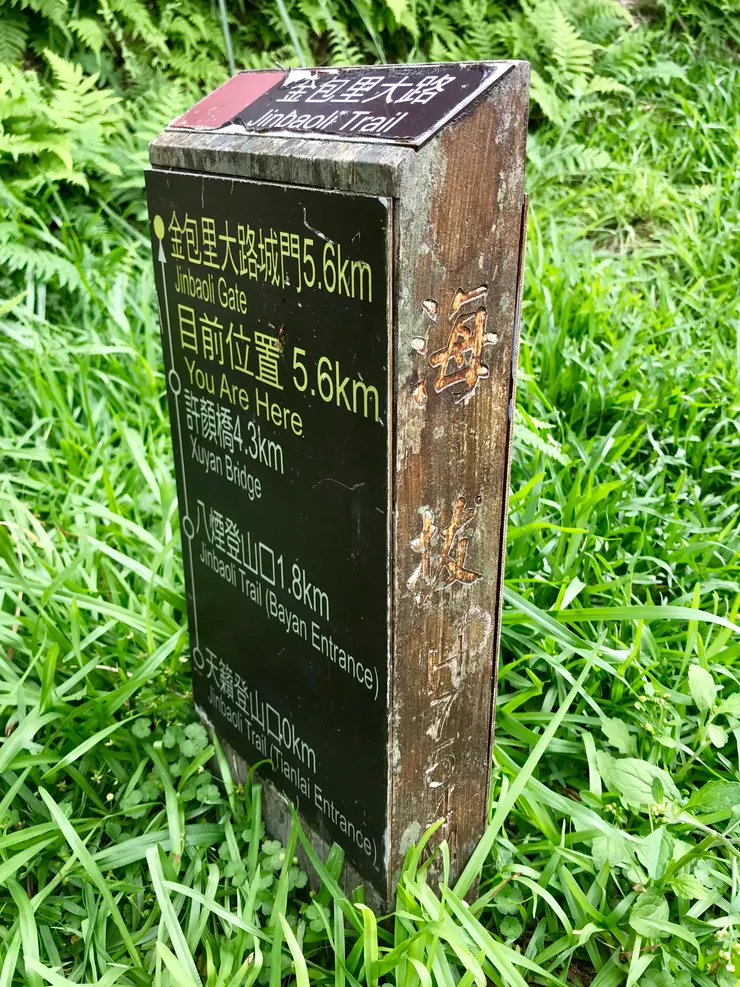 金包里大路
Jinbaoli Trail
金包里大路城門5.6km
Jinbaoli Gate
目前位置 5.6km
You Are Here
許顏橋4.3km
Xuyan Bridge
八煙登山口1.8km
Jinbaoli Trail (Bayan Entrance)
天籟登山口0km
Jinbaoli Trail (Tianlai Entrance)
海拔